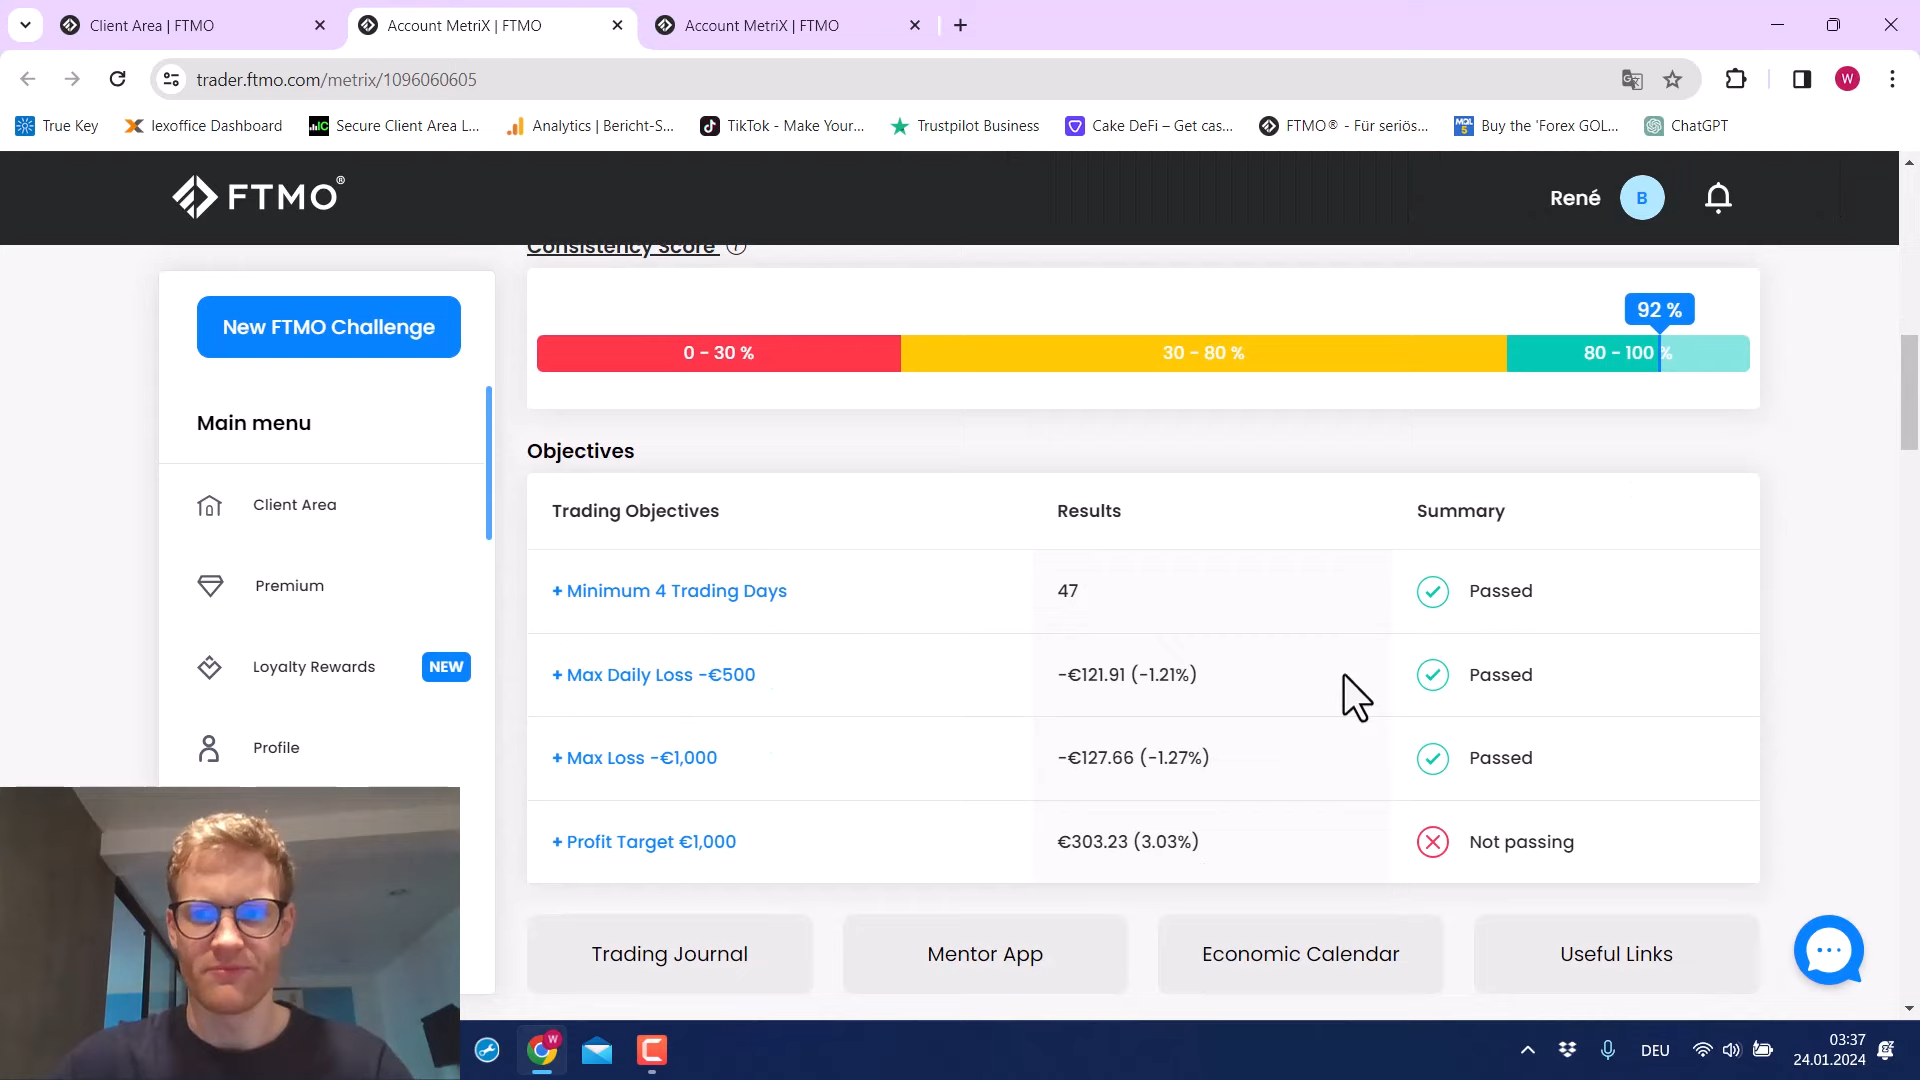 Client Area | FTMO
Account MetriX | FTMO
Account MetriX | FTMO
trader.ftmo.com/metrix/1096060605
W
True Key
lexoffice Dashboard
Secure Client Area L...
Analytics | Bericht-S...
TikTok - Make Your...
Trustpilot Business
Cake DeFi – Get cas...
FTMO® - Für seriös...
Buy the 'Forex GOL...
ChatGPT
FTMO®
René
B
Consistency Score
New FTMO Challenge
Main menu
Client Area
Premium
Loyalty Rewards
NEW
Profile
92 %
0 - 30 %
30 - 80 %
80 - 100 %
Objectives
Trading Objectives
Results
Summary
+ Minimum 4 Trading Days
47
Passed
+ Max Daily Loss -€500
-€121.91 (-1.21%)
Passed
+ Max Loss -€1,000
-€127.66 (-1.27%)
Passed
+ Profit Target €1,000
€303.23 (3.03%)
Not passing
Trading Journal
Mentor App
Economic Calendar
Useful Links
W
DEU
03:37
24.01.2024